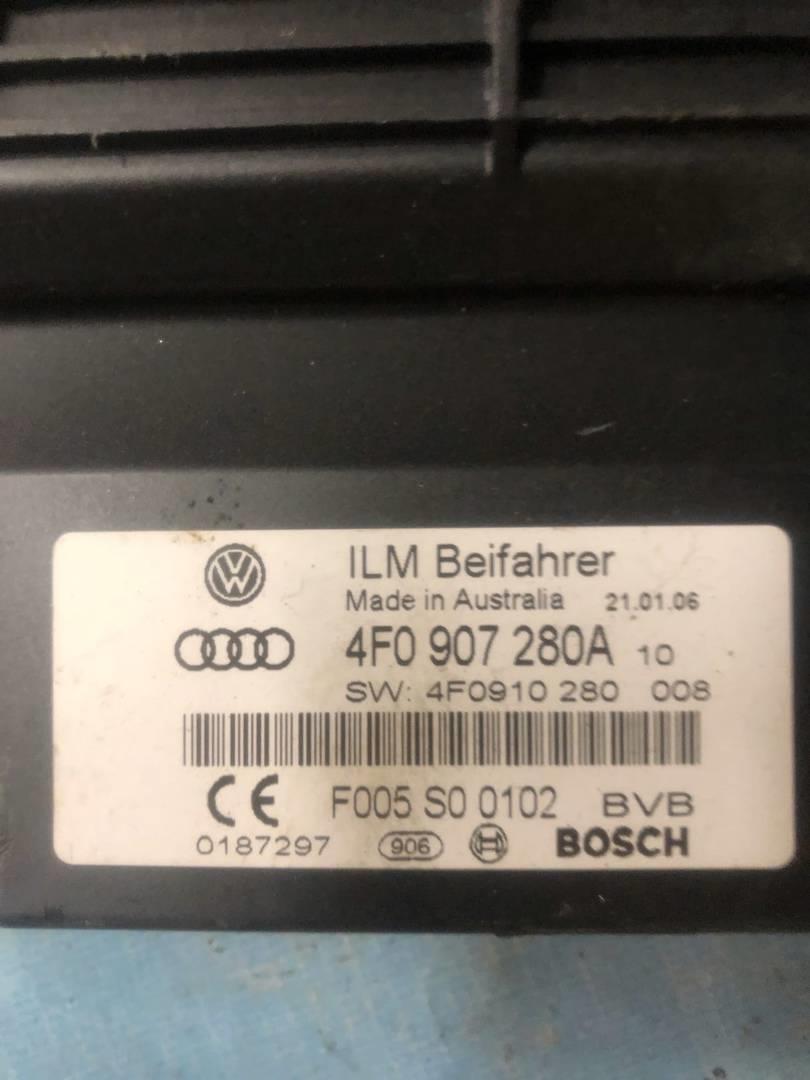 ILM Beifahrer
Made in Australia 21.01.06
4F0 907 280A 10
SW: 4F0910 280 008
CE F005 S0 0102 BVB
0187297 906 BOSCH